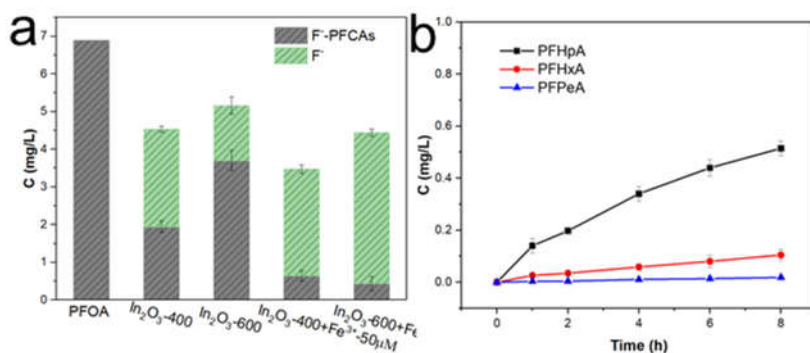 a
C (mg/L)
7
6
5
4
3
2
1
0
F⁻-PFCAs
F⁻
PFOA
In₂O₃-400
In₂O₃-600
In₂O₃-400+Fe³⁺-50μM
In₂O₃-600+Fe
b
C (mg/L)
1.0
0.8
0.6
0.4
0.2
0.0
PFHpA
PFHxA
PFPeA
0 2 4 6 8
Time (h)